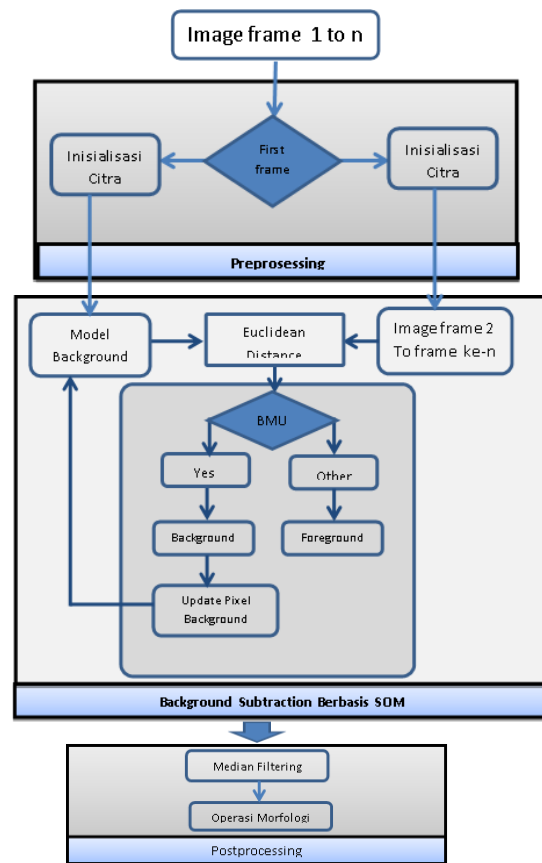 Image frame 1 to n
First
frame
Inisialisasi
Citra
Inisialisasi
Citra
Preprosessing
Model
Background
Euclidean
Distance
Image frame 2
To frame ke-n
BMU
Yes
Other
Background
Foreground
Update Pixel
Background
Background Subtraction Berbasis SOM
Median Filtering
Operasi Morfologi
Postprocessing